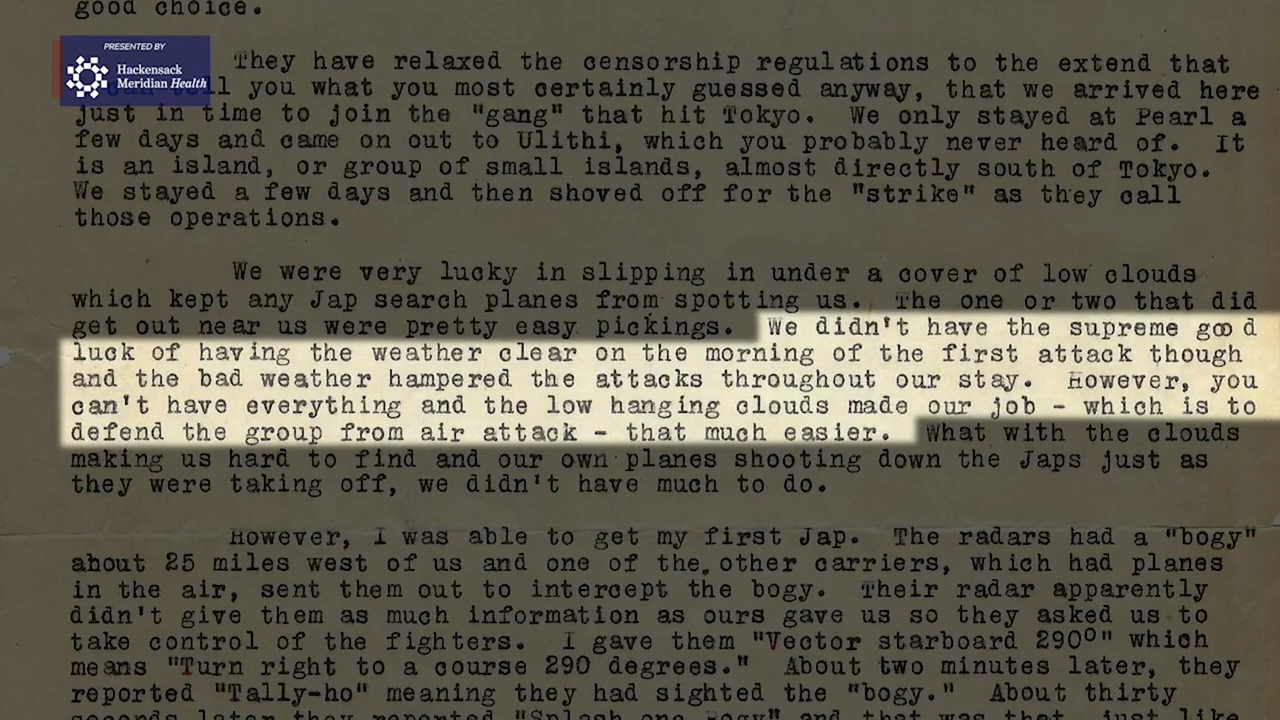 good choice.
PRESENTED BY
Hackensack
Meridian Health
They have relaxed the censorship regulations to the extend that
ll you what you most certainly guessed anyway, that we arrived here
just in time to join the "gang" that hit Tokyo. We only stayed at Pearl a
few days and came on out to Ulithi, which you probably never heard of. It
is an island, or group of small islands, almost directly south of Tokyo.
We stayed a few days and then shoved off for the "strike" as they call
those operations.
We were very lucky in slipping in under a cover of low clouds
which kept any Jap search planes from spotting us. The one or two that did
get out near us were pretty easy pickings. We didn't have the supreme good
luck of having the weather clear on the morning of the first attack though
and the bad weather hampered the attacks throughout our stay. However, you
can't have everything and the low hanging clouds made our job - which is to
defend the group from air attack - that much easier. What with the clouds
making us hard to find and our own planes shooting down the Japs just as
they were taking off, we didn't have much to do.
However, I was able to get my first Jap. The radars had a "bogy"
about 25 miles west of us and one of the other carriers, which had planes
in the air, sent them out to intercept the bogy. Their radar apparently
didn't give them as much information as ours gave us so they asked us to
take control of the fighters. I gave them "Vector starboard 290°" which
means "Turn right to a course 290 degrees." About two minutes later, they
reported "Tally-ho" meaning they had sighted the "bogy." About thirty
seconds later they reported "Splash one Bogy" and that was that, just like